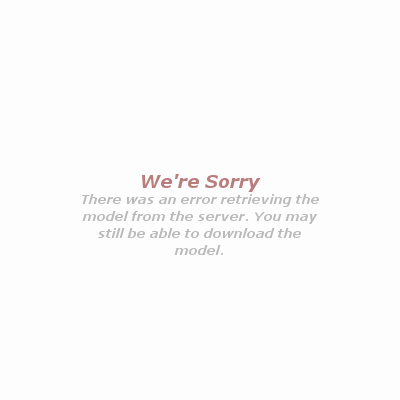 We're Sorry
There was an error retrieving the
model from the server. You may
still be able to download the
model.